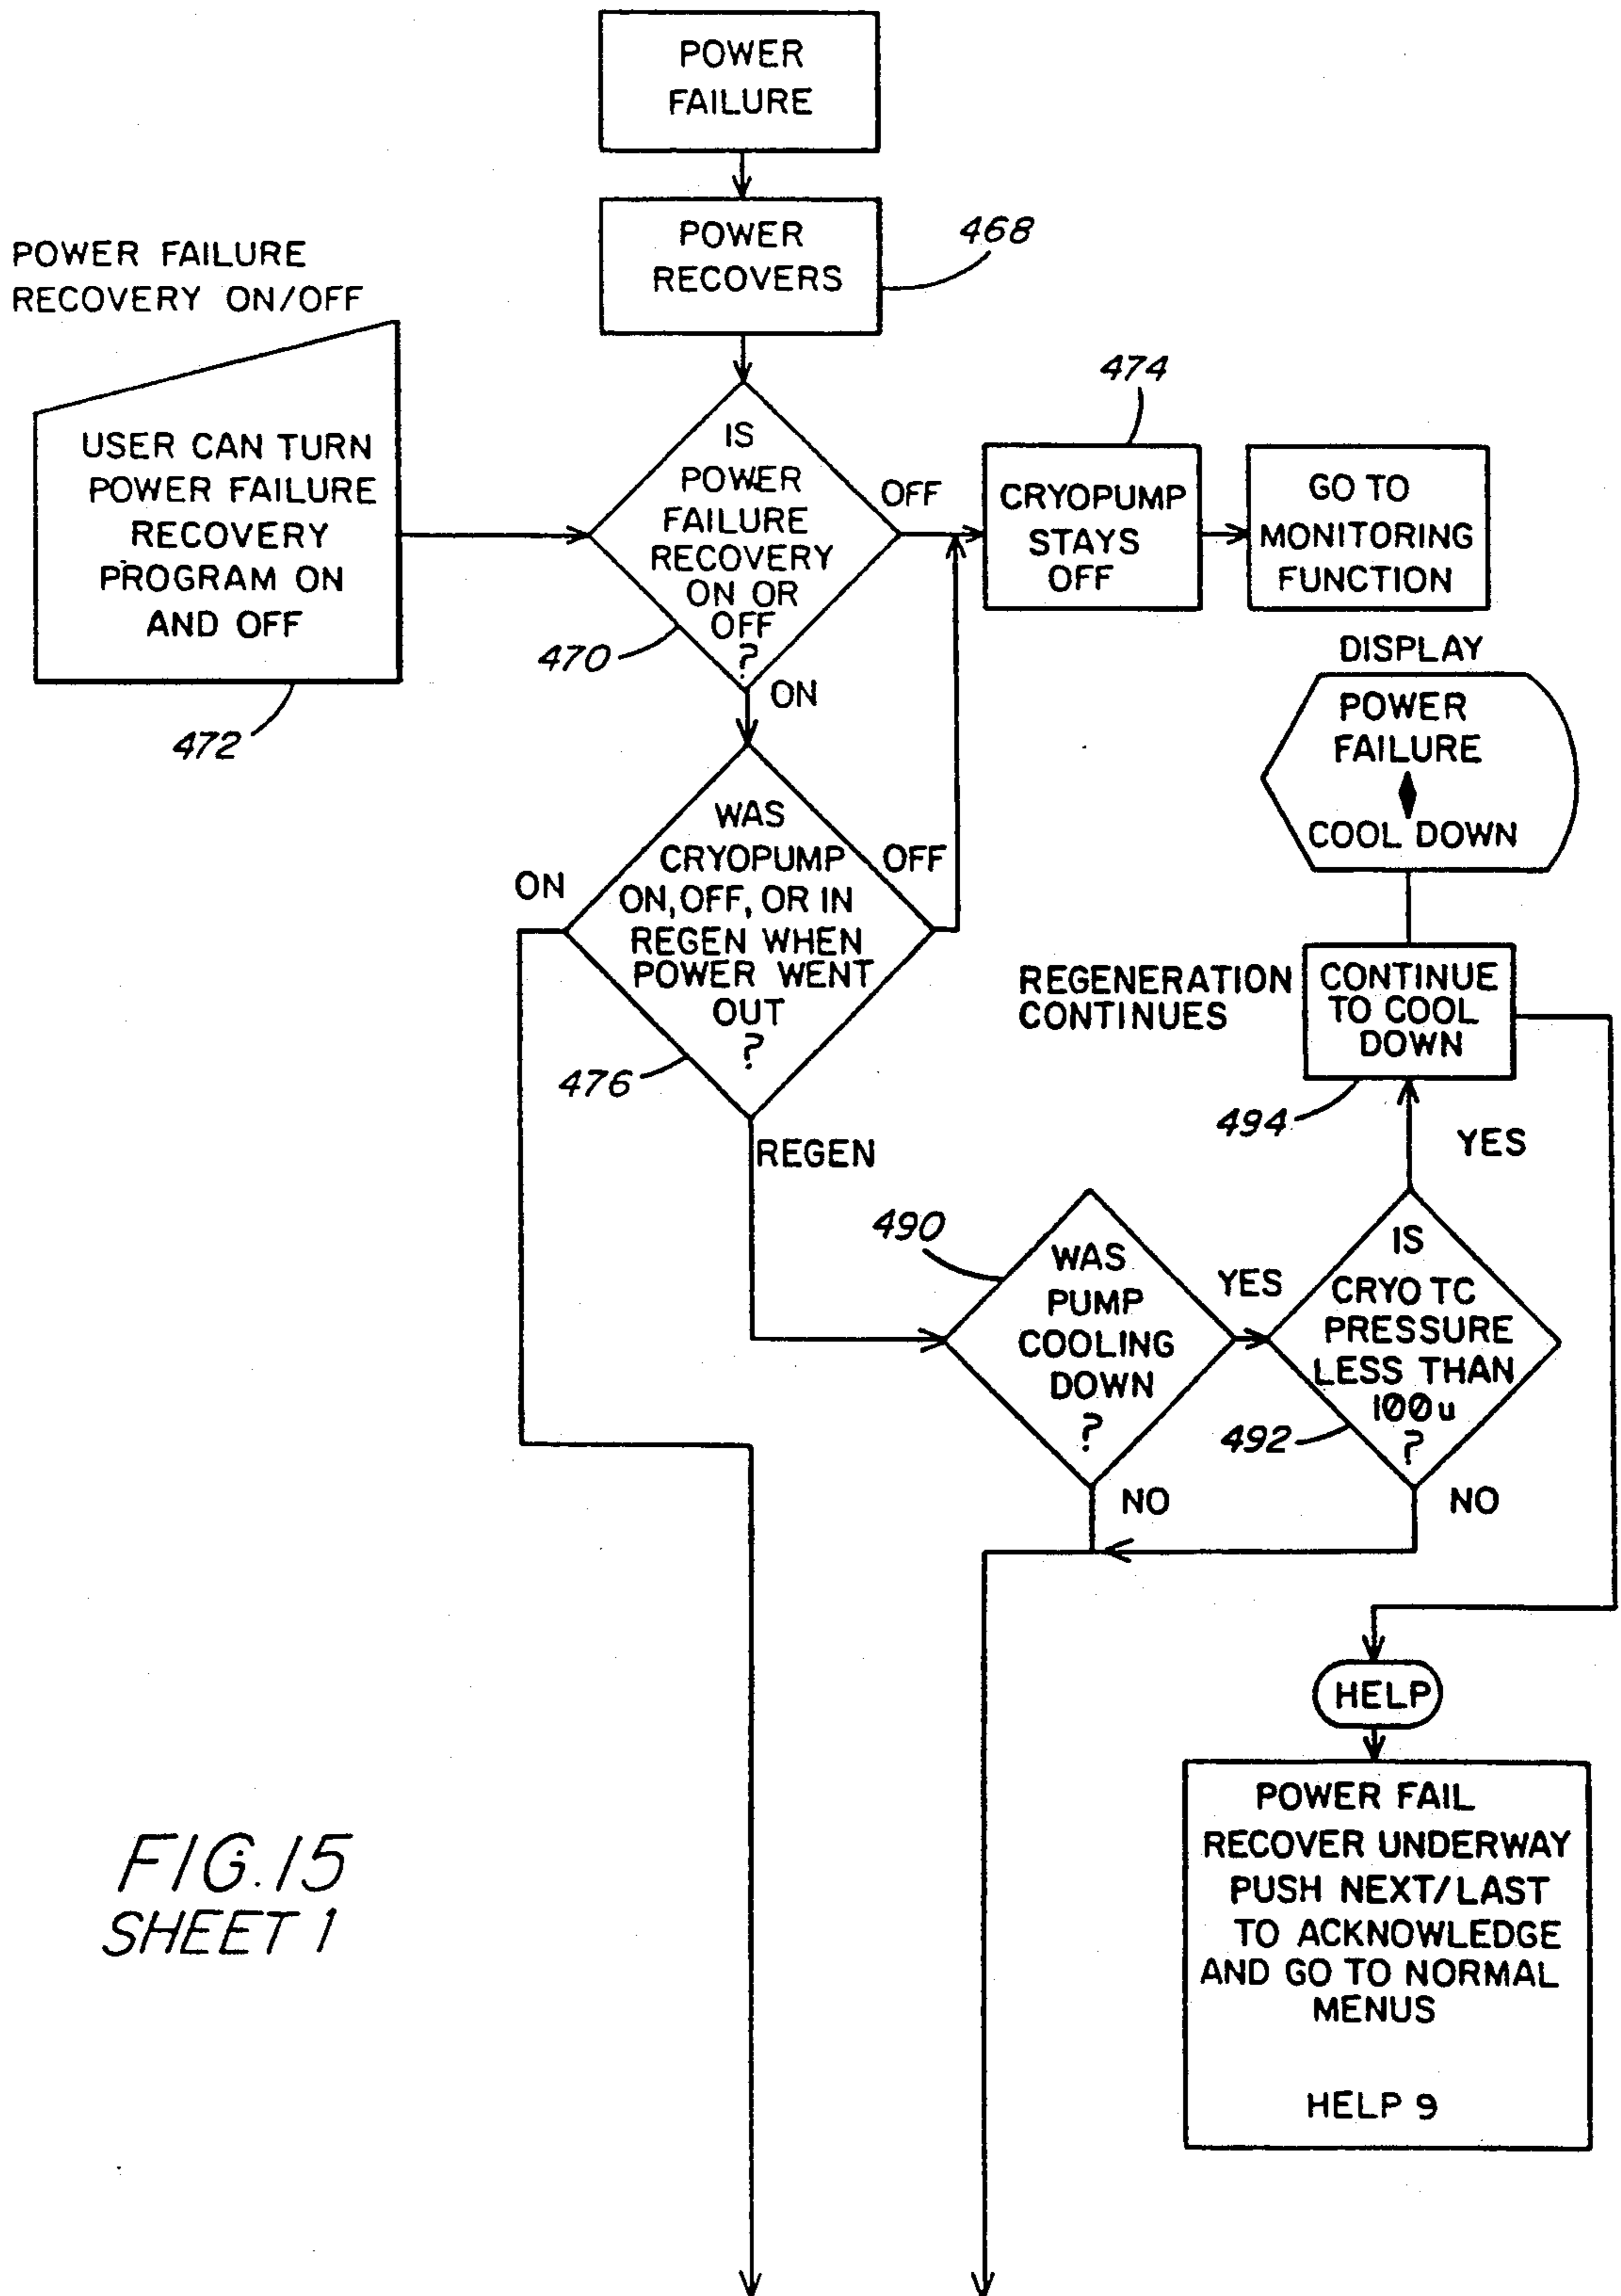 POWER
FAILURE
POWER
RECOVERS
468
POWER FAILURE
RECOVERY ON/OFF
USER CAN TURN
POWER FAILURE
RECOVERY
PROGRAM ON
AND OFF
472
IS
POWER
FAILURE
RECOVERY
ON OR
OFF
?
470
OFF
ON
474
CRYOPUMP
STAYS
OFF
GO TO
MONITORING
FUNCTION
DISPLAY
POWER
FAILURE
COOL DOWN
WAS
CRYOPUMP
ON, OFF, OR IN
REGEN WHEN
POWER WENT
OUT
?
476
ON
OFF
REGEN
REGENERATION
CONTINUES
CONTINUE
TO COOL
DOWN
494
YES
490
WAS
PUMP
COOLING
DOWN
?
YES
NO
IS
CRYO TC
PRESSURE
LESS THAN
100u
?
492
NO
HELP
POWER FAIL
RECOVER UNDERWAY
PUSH NEXT/LAST
TO ACKNOWLEDGE
AND GO TO NORMAL
MENUS
HELP 9
FIG. 15
SHEET 1